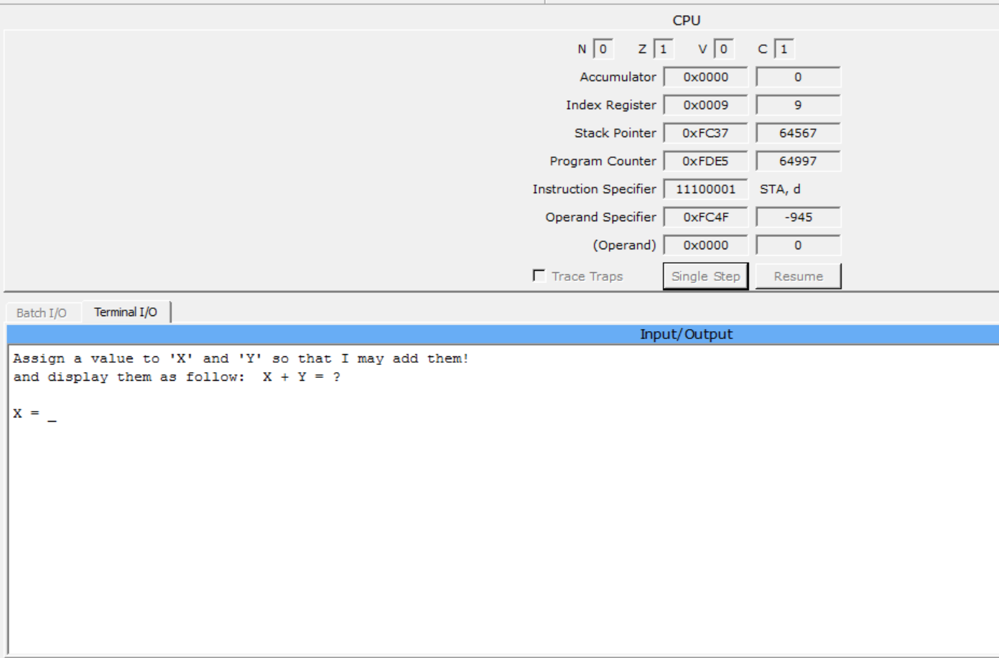 CPU
N 0 Z 1 V 0 C 1
Accumulator 0x0000 0
Index Register 0x0009 9
Stack Pointer 0xFC37 64567
Program Counter 0xFDE5 64997
Instruction Specifier 11100001 STA, d
Operand Specifier 0xFC4F -945
(Operand) 0x0000 0
Trace Traps Single Step Resume
Batch I/O Terminal I/O
Input/Output
Assign a value to 'X' and 'Y' so that I may add them!
and display them as follow:  X + Y = ?
X = _